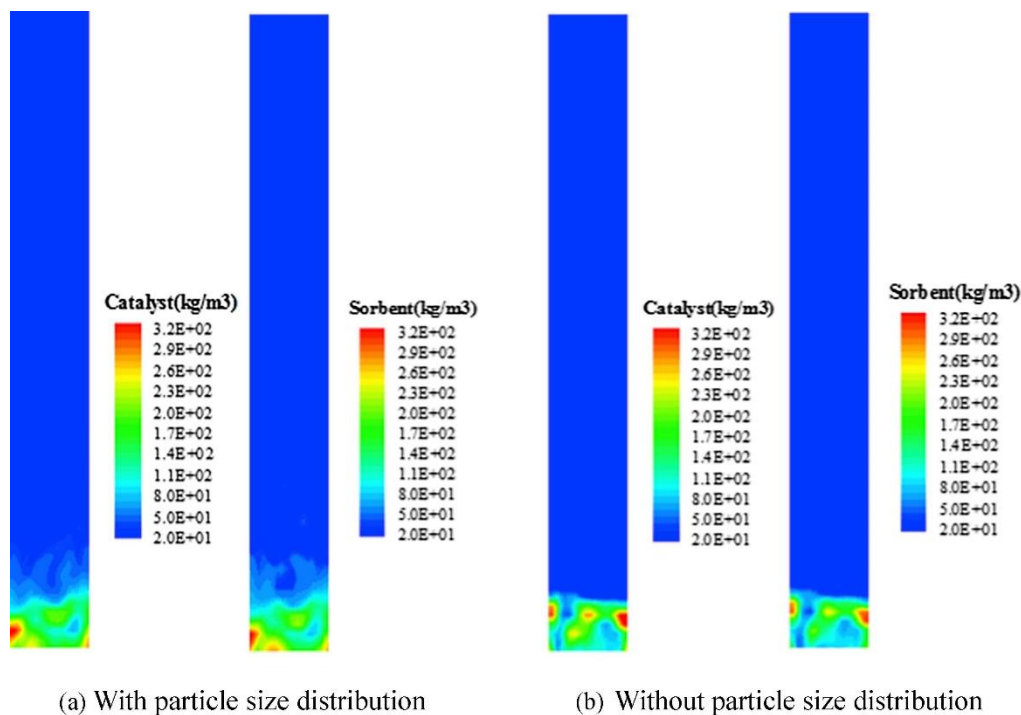 Catalyst(kg/m3)
3.2E+02
2.9E+02
2.6E+02
2.3E+02
2.0E+02
1.7E+02
1.4E+02
1.1E+02
8.0E+01
5.0E+01
2.0E+01
Sorbent(kg/m3)
3.2E+02
2.9E+02
2.6E+02
2.3E+02
2.0E+02
1.7E+02
1.4E+02
1.1E+02
8.0E+01
5.0E+01
2.0E+01
(a) With particle size distribution
Catalyst(kg/m3)
3.2E+02
2.9E+02
2.6E+02
2.3E+02
2.0E+02
1.7E+02
1.4E+02
1.1E+02
8.0E+01
5.0E+01
2.0E+01
Sorbent(kg/m3)
3.2E+02
2.9E+02
2.6E+02
2.3E+02
2.0E+02
1.7E+02
1.4E+02
1.1E+02
8.0E+01
5.0E+01
2.0E+01
(b) Without particle size distribution